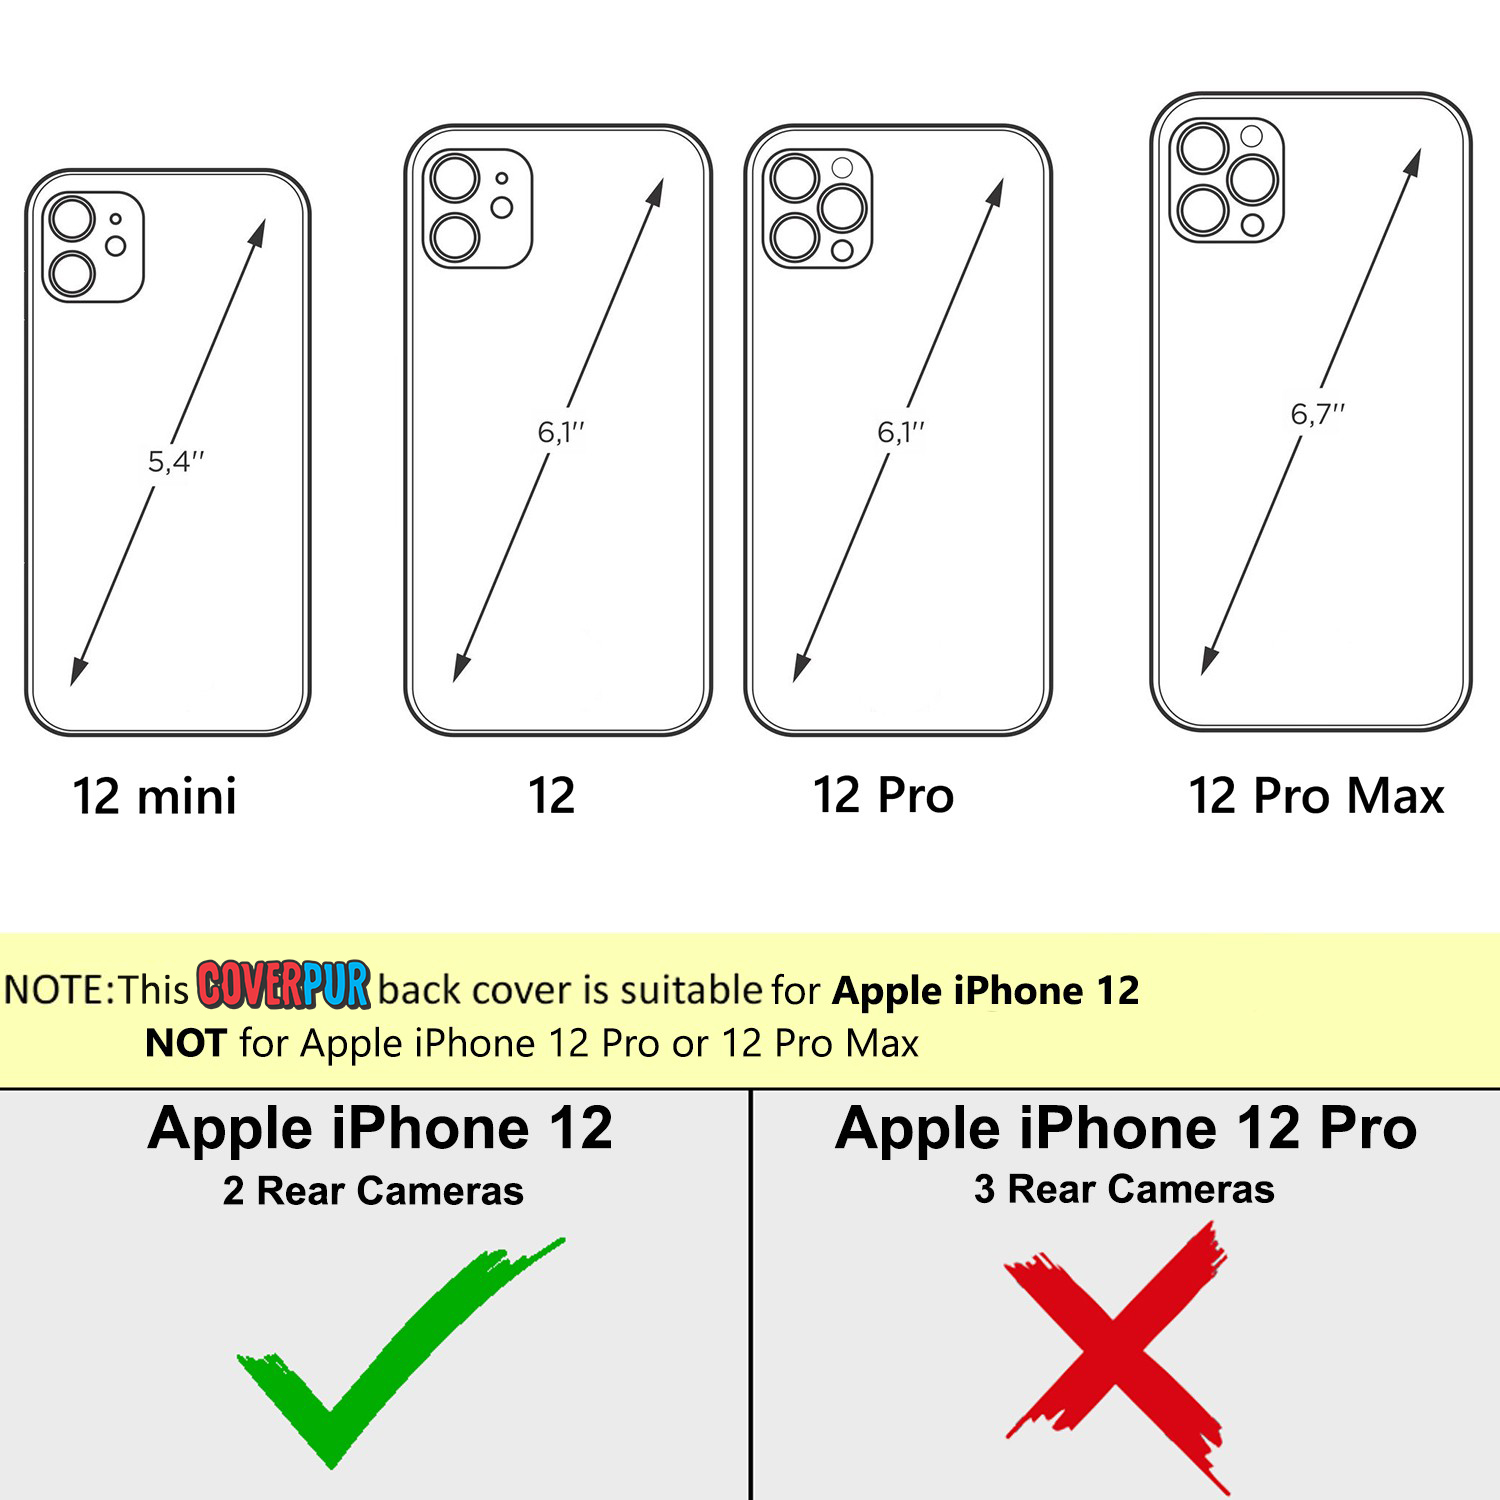 5,4''
6,1''
6,1''
6,7''
12 mini
12
12 Pro
12 Pro Max
NOTE: This COVERPUR back cover is suitable for Apple iPhone 12
NOT for Apple iPhone 12 Pro or 12 Pro Max
Apple iPhone 12
2 Rear Cameras
Apple iPhone 12 Pro
3 Rear Cameras